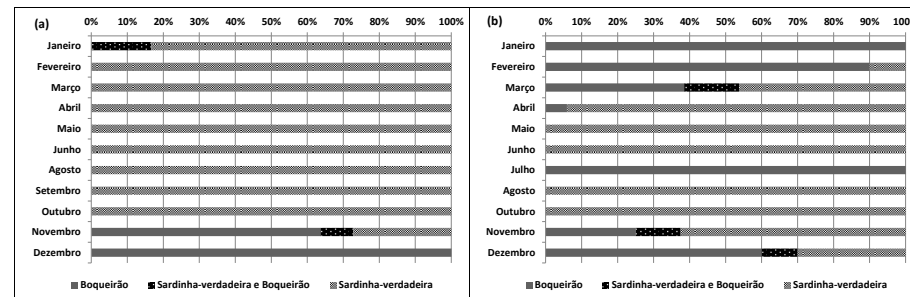 (a)
0% 10% 20% 30% 40% 50% 60% 70% 80% 90% 100%
Janeiro
Fevereiro
Março
Abril
Maio
Junho
Agosto
Setembro
Outubro
Novembro
Dezembro
Boqueirão Sardinha-verdadeira e Boqueirão Sardinha-verdadeira
(b)
0% 10% 20% 30% 40% 50% 60% 70% 80% 90% 100%
Janeiro
Fevereiro
Março
Abril
Maio
Junho
Julho
Agosto
Outubro
Novembro
Dezembro
Boqueirão Sardinha-verdadeira e Boqueirão Sardinha-verdadeira